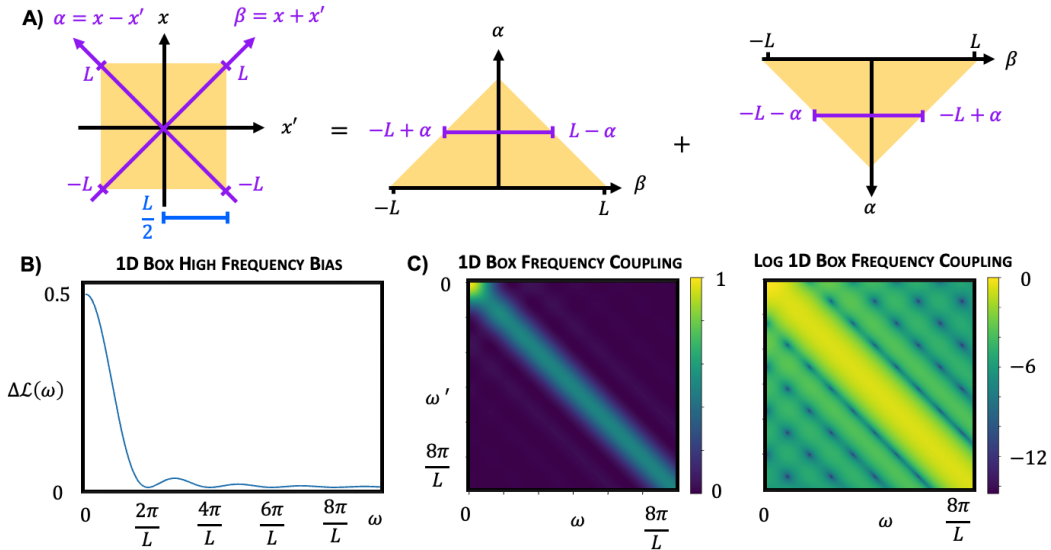 A)
α = x − x′
x
β = x + x′
L
L
x′
−L
−L
L/2
=
α
−L + α
L − α
−L
L
β
+
−L
L
β
−L − α
−L + α
α
B)
1D Box High Frequency Bias
0.5
Δℒ(ω)
0
0
2π/L
4π/L
6π/L
8π/L
ω
C)
1D Box Frequency Coupling
0
ω′
8π/L
ω
8π/L
1
0
Log 1D Box Frequency Coupling
0
−6
−12
0
ω
8π/L